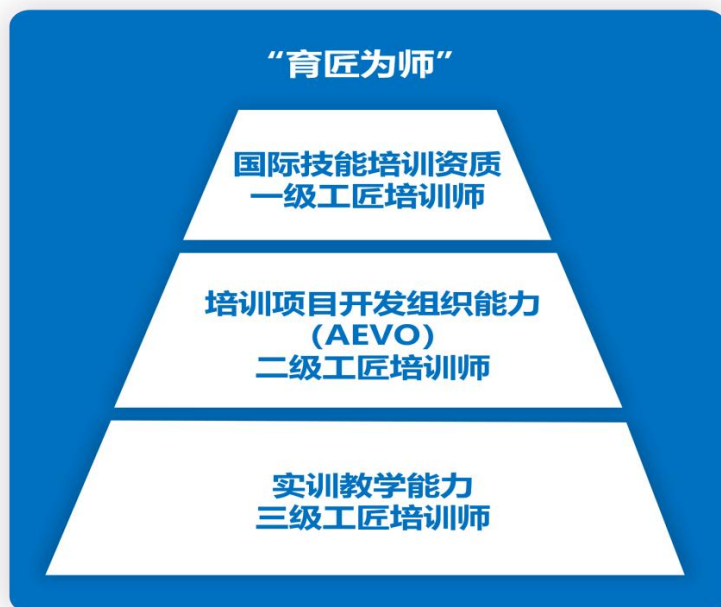 “育匠为师”
国际技能培训资质
一级工匠培训师
培训项目开发组织能力
(AEVO)
二级工匠培训师
实训教学能力
三级工匠培训师